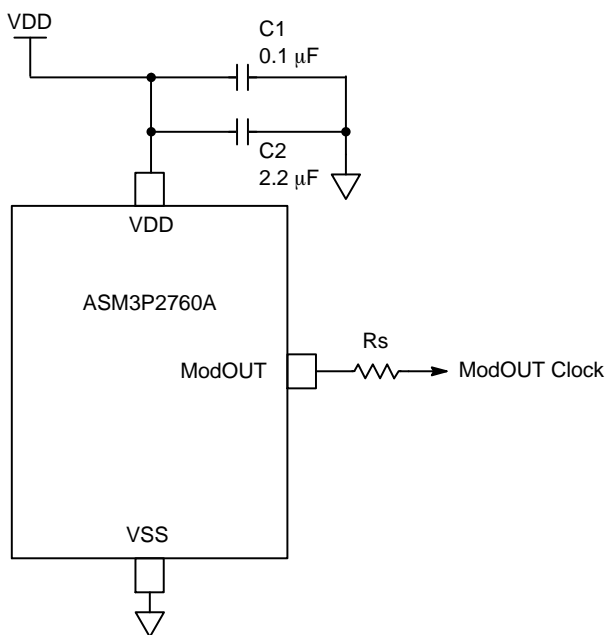 VDD
C1
0.1 μF
C2
2.2 μF
VDD
ASM3P2760A
Rs
ModOUT
ModOUT Clock
VSS